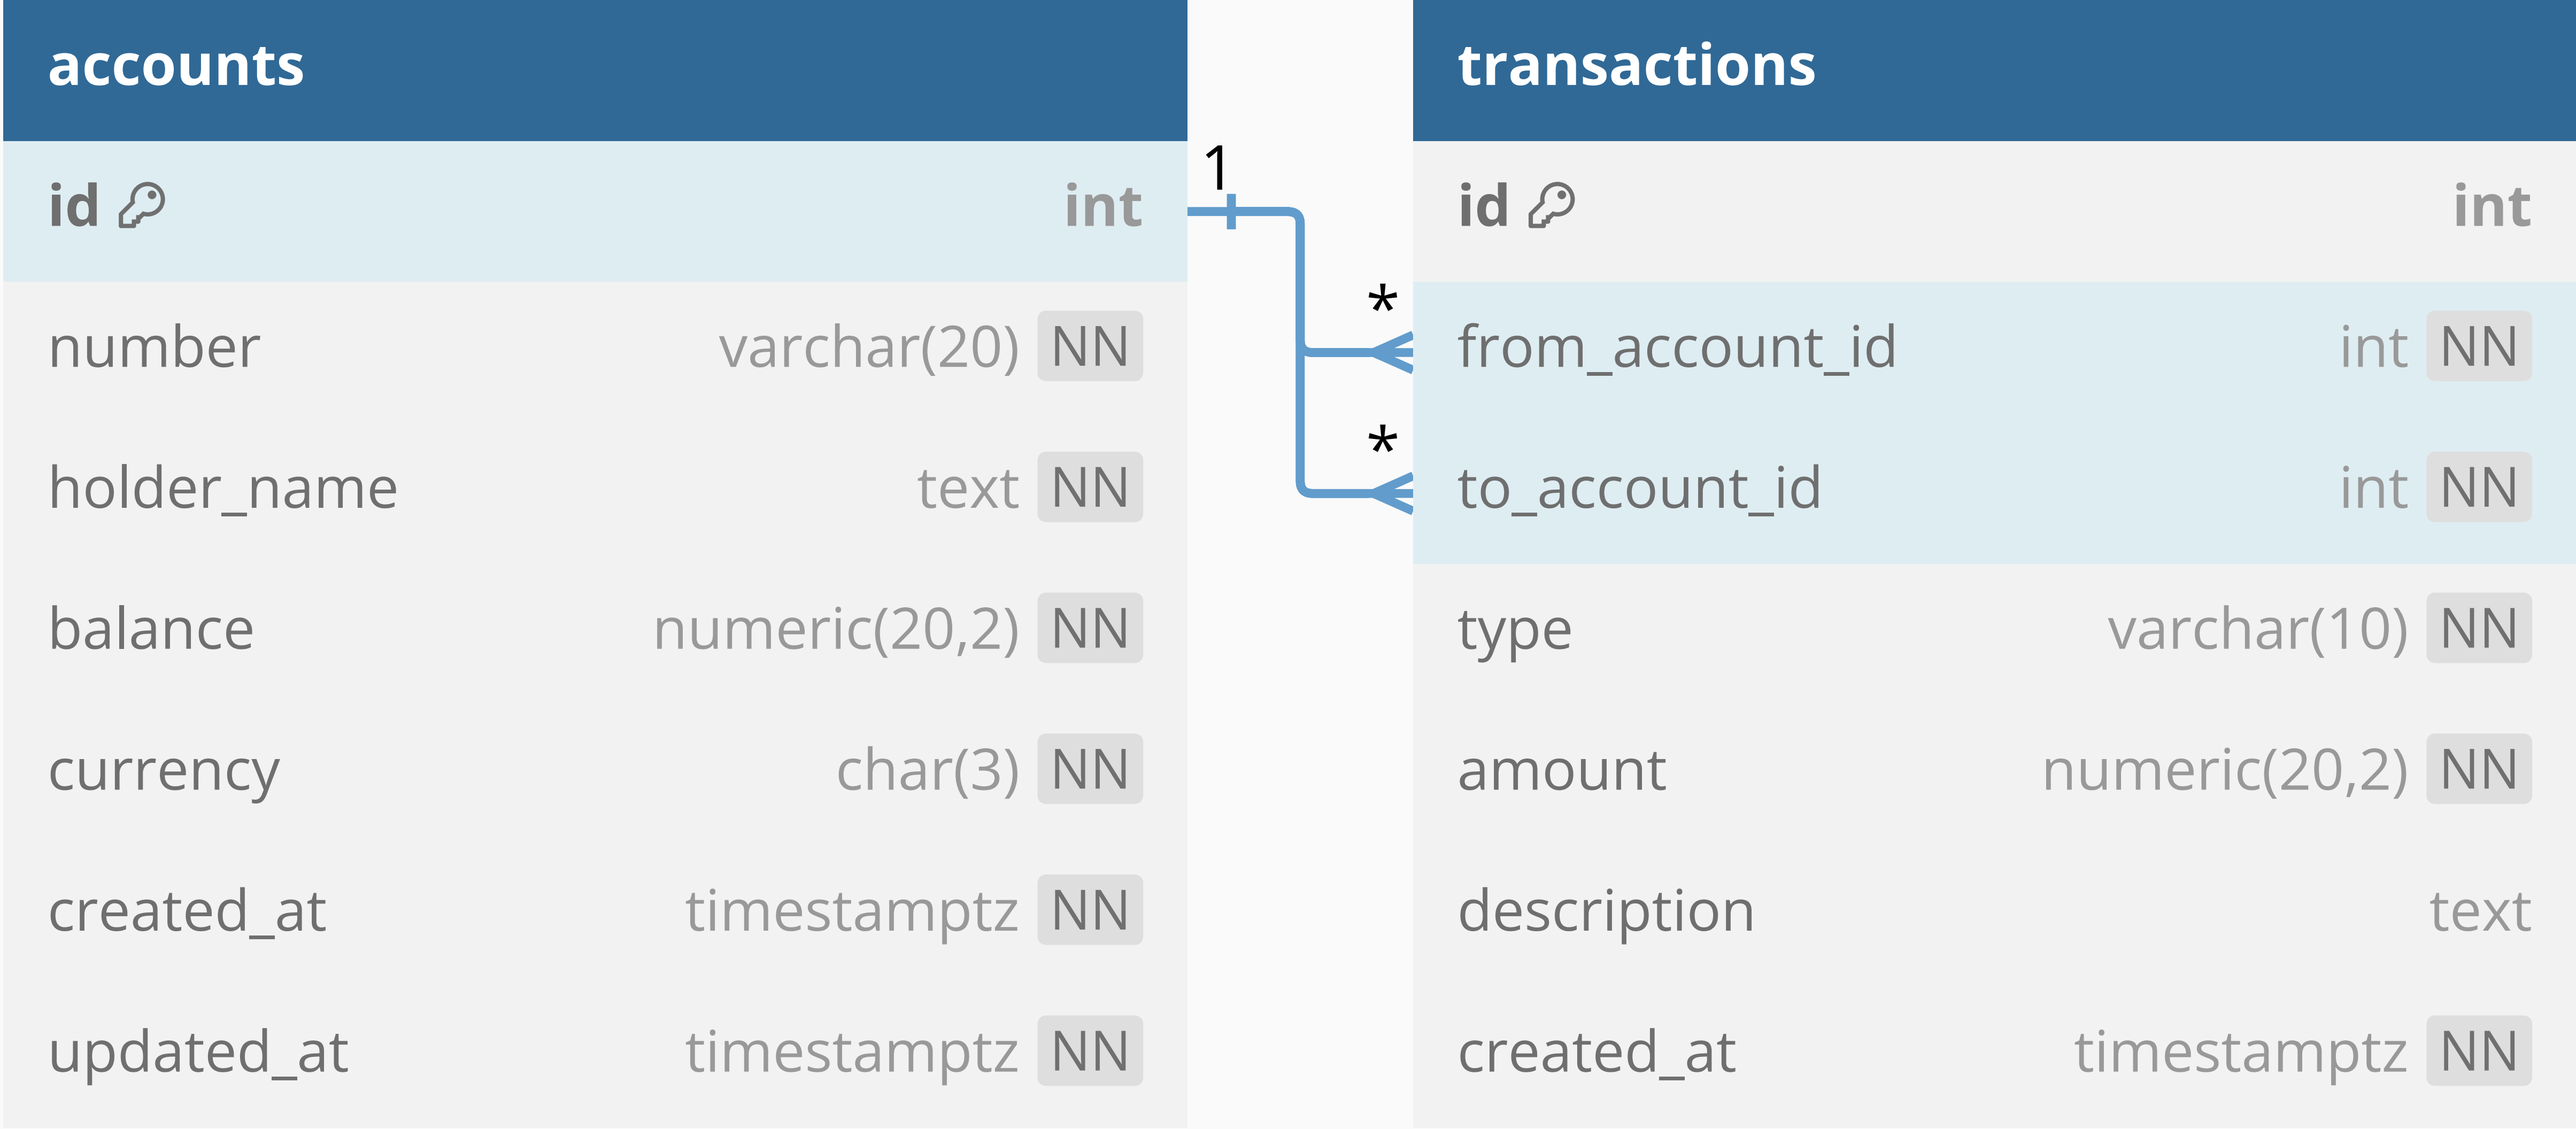 accounts
id int
number varchar(20) NN
holder_name text NN
balance numeric(20,2) NN
currency char(3) NN
created_at timestamptz NN
updated_at timestamptz NN
1
*
*
transactions
id int
from_account_id int NN
to_account_id int NN
type varchar(10) NN
amount numeric(20,2) NN
description text
created_at timestamptz NN